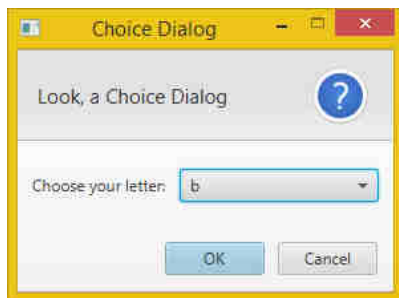 Choice Dialog
Look, a Choice Dialog
?
Choose your letter: b
OK Cancel